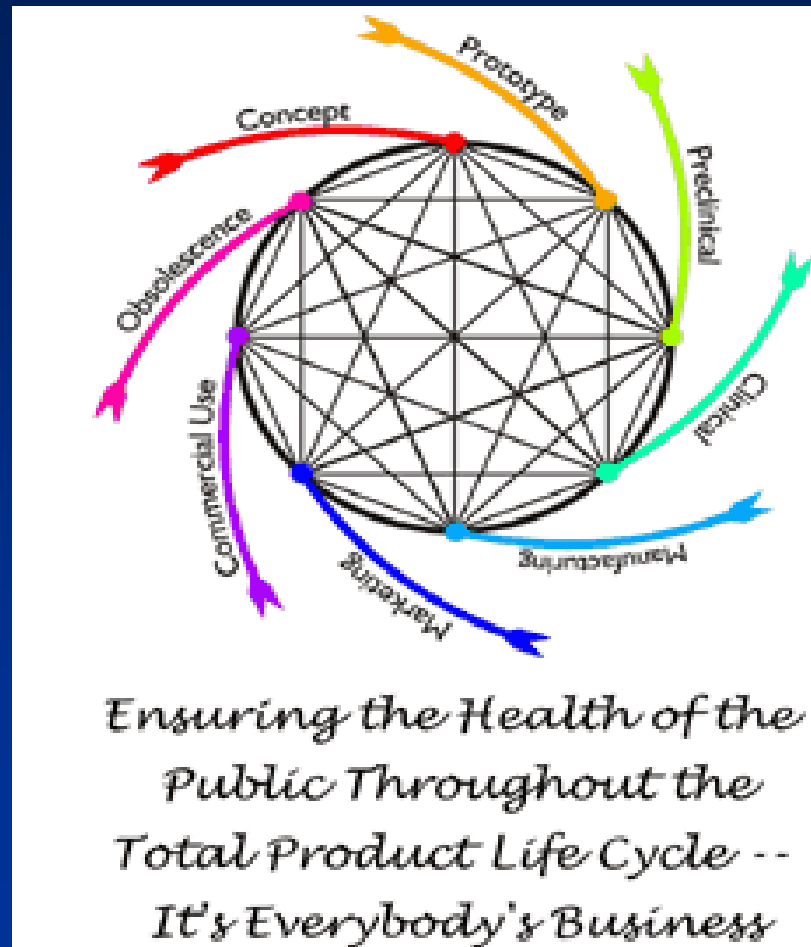 Concept
Prototype
Preclinical
Clinical
Manufacturing
Marketing
Commercial Use
Obsolescence
Ensuring the Health of the
Public Throughout the
Total Product Life Cycle --
It's Everybody's Business